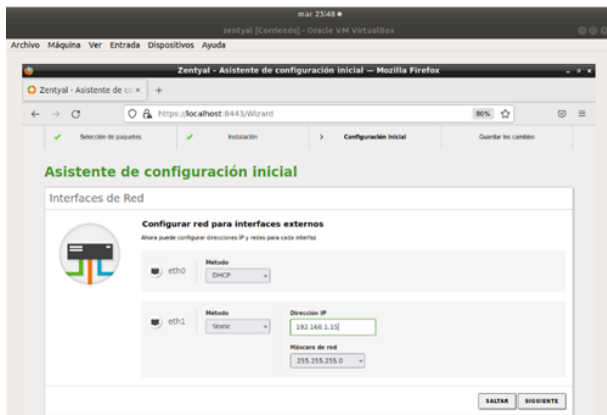 mar 23:48
zentyal [Corriendo] - Oracle VM VirtualBox
Archivo Máquina Ver Entrada Dispositivos Ayuda
Zentyal - Asistente de configuración inicial — Mozilla Firefox
Zentyal - Asistente de co
https://localhost:8443/Wizard 80%
Selección de paquetes Instalación Configuración inicial Guardar los cambios
Asistente de configuración inicial
Interfaces de Red
Configurar red para interfaces externos
Ahora puede configurar direcciones IP y redes para cada interfaz
Método
eth0 DHCP
Método Dirección IP
eth1 Static 192.168.1.15
Máscara de red
255.255.255.0
SALTAR SIGUIENTE